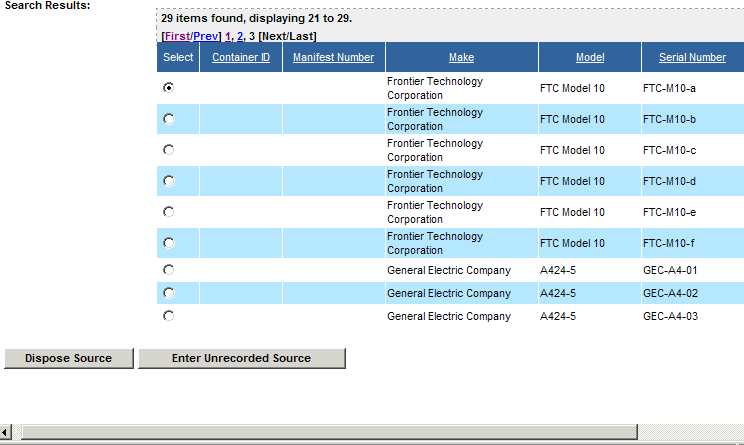 Search Results:
29 items found, displaying 21 to 29.
[First/Prev] 1, 2, 3 [Next/Last]
Select Container ID Manifest Number Make Model Serial Number
Frontier Technology
Corporation FTC Model 10 FTC-M10-a
Frontier Technology
Corporation FTC Model 10 FTC-M10-b
Frontier Technology
Corporation FTC Model 10 FTC-M10-c
Frontier Technology
Corporation FTC Model 10 FTC-M10-d
Frontier Technology
Corporation FTC Model 10 FTC-M10-e
Frontier Technology
Corporation FTC Model 10 FTC-M10-f
General Electric Company A424-5 GEC-A4-01
General Electric Company A424-5 GEC-A4-02
General Electric Company A424-5 GEC-A4-03
Dispose Source Enter Unrecorded Source